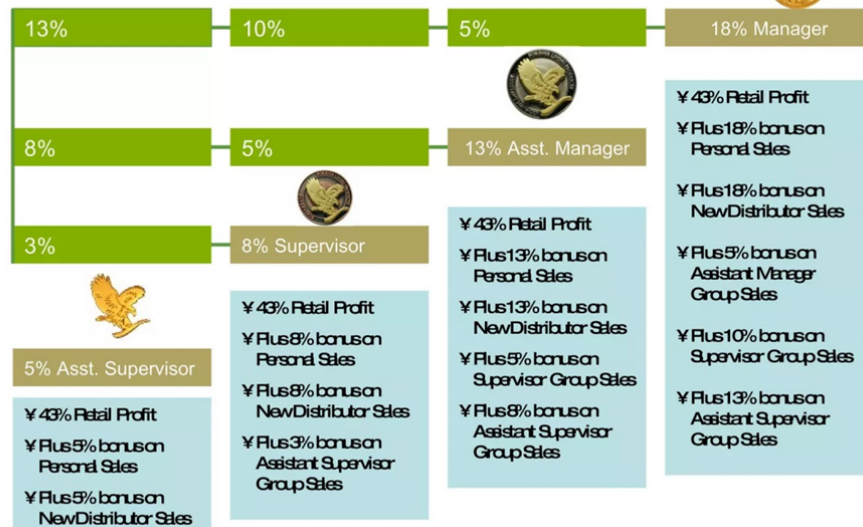 13%
10%
5%
18% Manager
8%
5%
13% Asst. Manager
3%
8% Supervisor
5% Asst. Supervisor
¥ 43% Retail Profit
¥ Plus 5% bonus on
Personal Sales
¥ Plus 5% bonus on
New Distributor Sales
¥ 43% Retail Profit
¥ Plus 8% bonus on
Personal Sales
¥ Plus 8% bonus on
New Distributor Sales
¥ Plus 3% bonus on
Assistant Supervisor
Group Sales
¥ 43% Retail Profit
¥ Plus 13% bonus on
Personal Sales
¥ Plus 13% bonus on
New Distributor Sales
¥ Plus 5% bonus on
Supervisor Group Sales
¥ Plus 8% bonus on
Assistant Supervisor
Group Sales
¥ 43% Retail Profit
¥ Plus 18% bonus on
Personal Sales
¥ Plus 18% bonus on
New Distributor Sales
¥ Plus 5% bonus on
Assistant Manager
Group Sales
¥ Plus 10% bonus on
Supervisor Group Sales
¥ Plus 13% bonus on
Assistant Supervisor
Group Sales